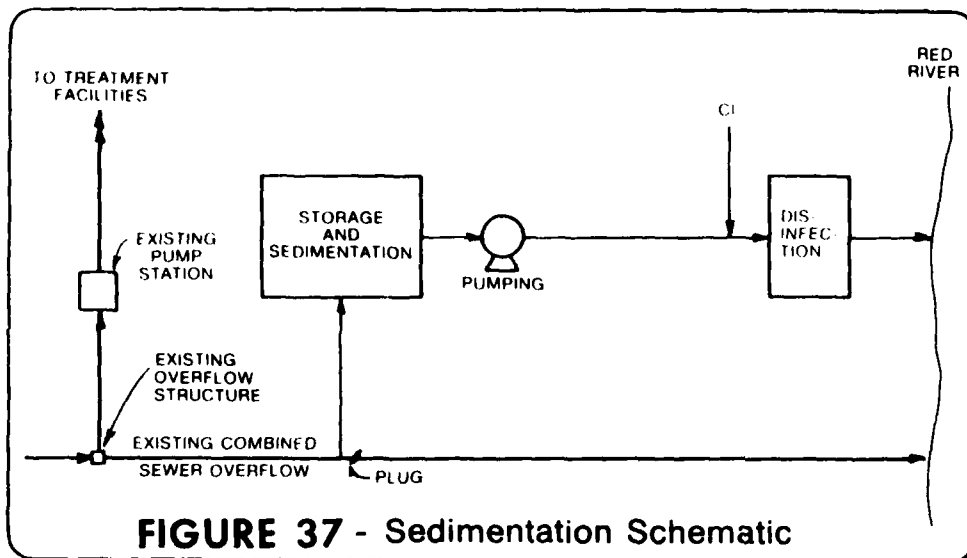 RED
RIVER
TO TREATMENT
FACILITIES
Cl
STORAGE
AND
SEDIMENTATION
DIS-
INFEC-
TION
EXISTING
PUMP
STATION
PUMPING
EXISTING
OVERFLOW
STRUCTURE
EXISTING COMBINED
SEWER OVERFLOW
PLUG
FIGURE 37 - Sedimentation Schematic